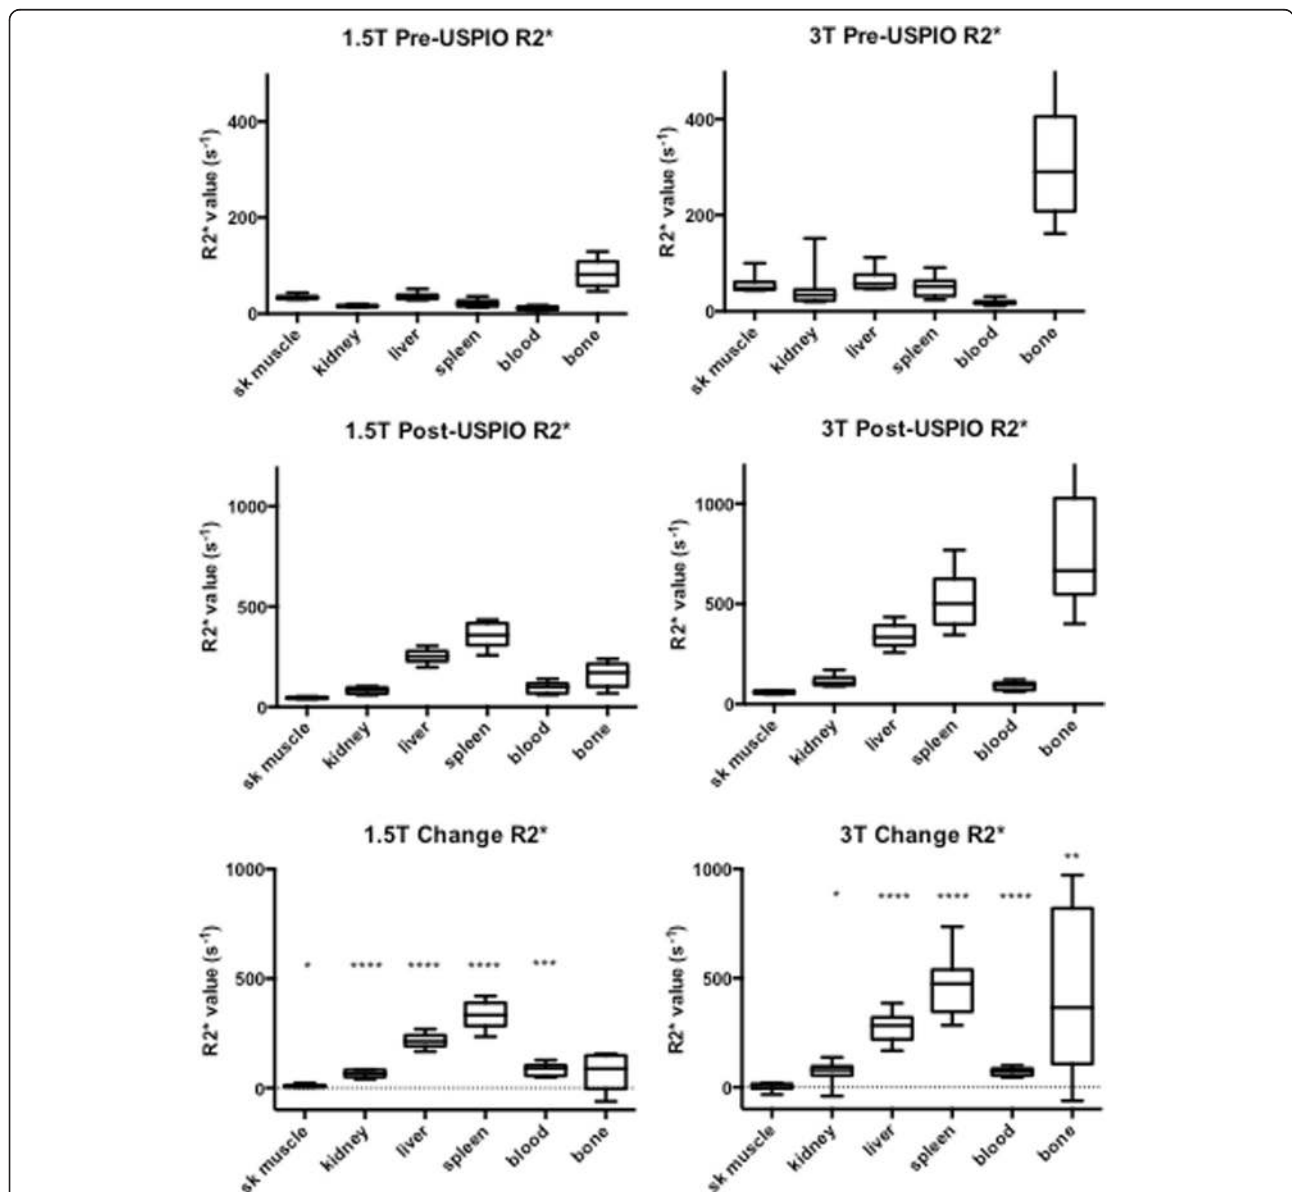 1.5T Pre-USPIO R2*
3T Pre-USPIO R2*
R2* value (s⁻¹)
400
200
0
sk muscle
kidney
liver
spleen
blood
bone
R2* value (s⁻¹)
400
200
0
sk muscle
kidney
liver
spleen
blood
bone
1.5T Post-USPIO R2*
3T Post-USPIO R2*
R2* value (s⁻¹)
1000
500
0
sk muscle
kidney
liver
spleen
blood
bone
R2* value (s⁻¹)
1000
500
0
sk muscle
kidney
liver
spleen
blood
bone
1.5T Change R2*
3T Change R2*
R2* value (s⁻¹)
1000
500
0
* **** **** **** ***
sk muscle
kidney
liver
spleen
blood
bone
R2* value (s⁻¹)
1000
500
0
* **** **** **** **
sk muscle
kidney
liver
spleen
blood
bone